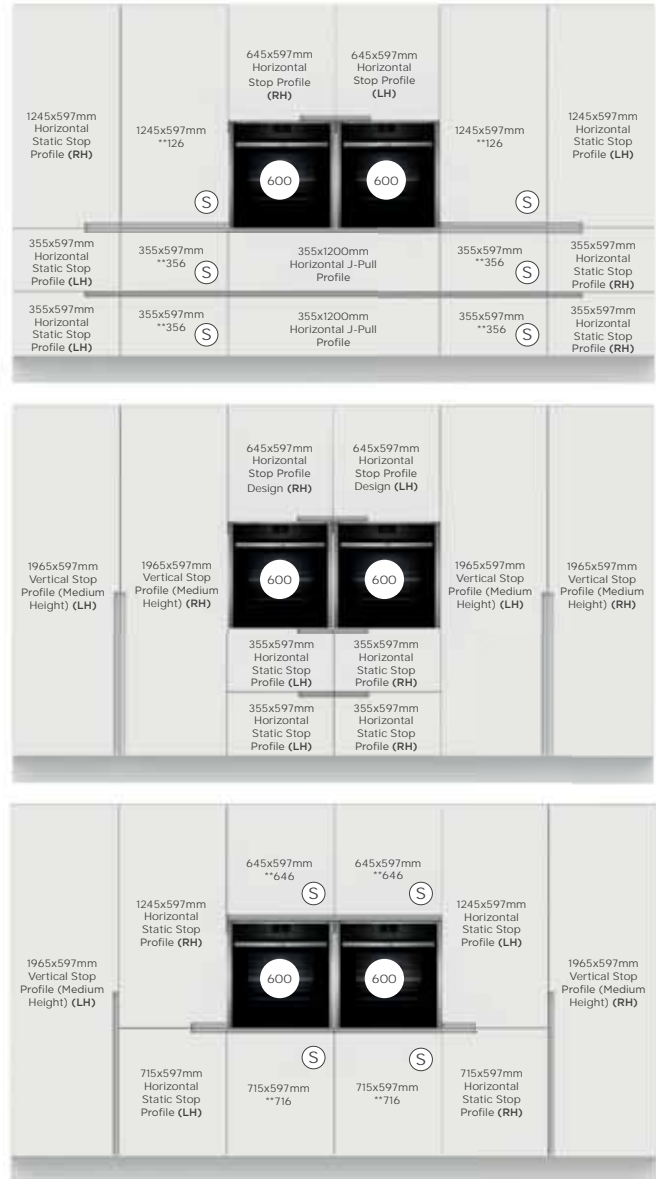 645x597mm
Horizontal
Stop Profile
(RH)
645x597mm
Horizontal
Stop Profile
(LH)
1245x597mm
Horizontal
Static Stop
Profile (RH)
1245x597mm
**126
S
600
600
1245x597mm
**126
S
1245x597mm
Horizontal
Static Stop
Profile (LH)
355x597mm
Horizontal
Static Stop
Profile (LH)
355x597mm
**356
S
355x1200mm
Horizontal J-Pull
Profile
355x597mm
**356
S
355x597mm
Horizontal
Static Stop
Profile (RH)
355x597mm
Horizontal
Static Stop
Profile (LH)
355x597mm
**356
S
355x1200mm
Horizontal J-Pull
Profile
355x597mm
**356
S
355x597mm
Horizontal
Static Stop
Profile (RH)
645x597mm
Horizontal
Stop Profile
Design (RH)
645x597mm
Horizontal
Stop Profile
Design (LH)
1965x597mm
Vertical Stop
Profile (Medium
Height) (LH)
1965x597mm
Vertical Stop
Profile (Medium
Height) (RH)
600
600
1965x597mm
Vertical Stop
Profile (Medium
Height) (LH)
1965x597mm
Vertical Stop
Profile (Medium
Height) (RH)
355x597mm
Horizontal
Static Stop
Profile (LH)
355x597mm
Horizontal
Static Stop
Profile (RH)
355x597mm
Horizontal
Static Stop
Profile (LH)
355x597mm
Horizontal
Static Stop
Profile (RH)
645x597mm
**646
S
645x597mm
**646
S
1245x597mm
Horizontal
Static Stop
Profile (RH)
1245x597mm
Horizontal
Static Stop
Profile (LH)
1965x597mm
Vertical Stop
Profile (Medium
Height) (LH)
600
600
1965x597mm
Vertical Stop
Profile (Medium
Height) (RH)
715x597mm
Horizontal
Static Stop
Profile (LH)
S
715x597mm
**716
S
715x597mm
**716
715x597mm
Horizontal
Static Stop
Profile (RH)